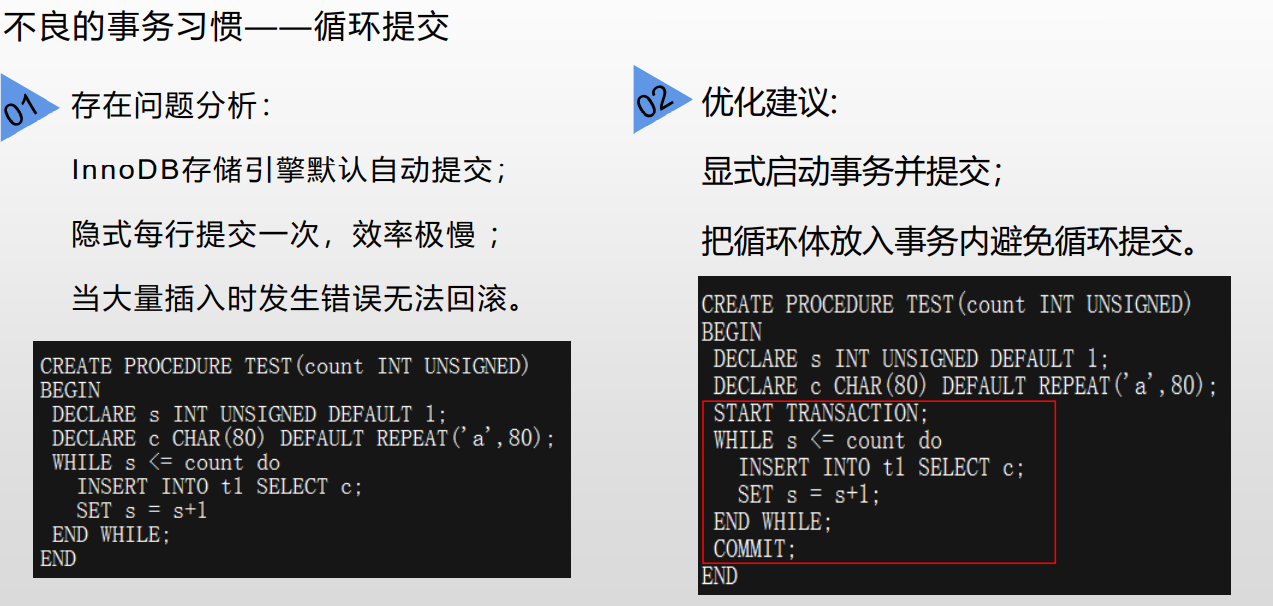 不良的事务习惯——循环提交
01
存在问题分析：
InnoDB存储引擎默认自动提交；
隐式每行提交一次，效率极慢 ；
当大量插入时发生错误无法回滚。
CREATE PROCEDURE TEST(count INT UNSIGNED)
BEGIN
DECLARE s INT UNSIGNED DEFAULT 1;
DECLARE c CHAR(80) DEFAULT REPEAT('a',80);
WHILE s <= count do
INSERT INTO t1 SELECT c;
SET s = s+1
END WHILE;
END
02
优化建议:
显式启动事务并提交；
把循环体放入事务内避免循环提交。
CREATE PROCEDURE TEST(count INT UNSIGNED)
BEGIN
DECLARE s INT UNSIGNED DEFAULT 1;
DECLARE c CHAR(80) DEFAULT REPEAT('a',80);
START TRANSACTION;
WHILE s <= count do
INSERT INTO t1 SELECT c;
SET s = s+1;
END WHILE;
COMMIT;
END